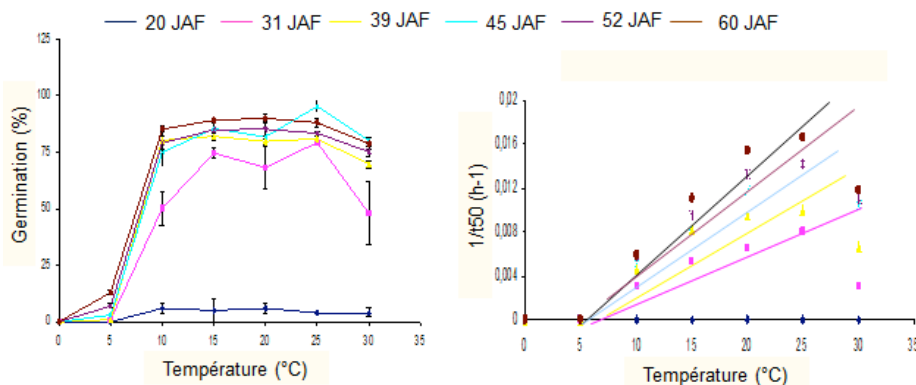 20 JAF 31 JAF 39 JAF 45 JAF 52 JAF 60 JAF
Germination (%)
125
100
75
50
25
0
0 5 10 15 20 25 30 35
Température (°C)
1/t50 (h-1)
0,02
0,016
0,012
0,008
0,004
0
0 5 10 15 20 25 30 35
Température (°C)